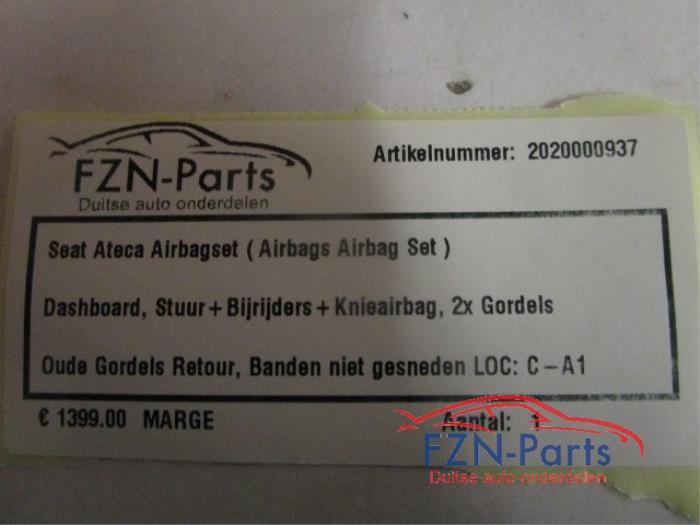 FZN-Parts
Duitse auto onderdelen
Artikelnummer: 2020000937
Seat Ateca Airbagset ( Airbags Airbag Set )
Dashboard, Stuur+Bijrijders+Knieairbag, 2x Gordels
Oude Gordels Retour, Banden niet gesneden LOC: C-A1
€ 1399.00 MARGE
Aantal: 1
FZN-Parts
Duitse auto onderdelen